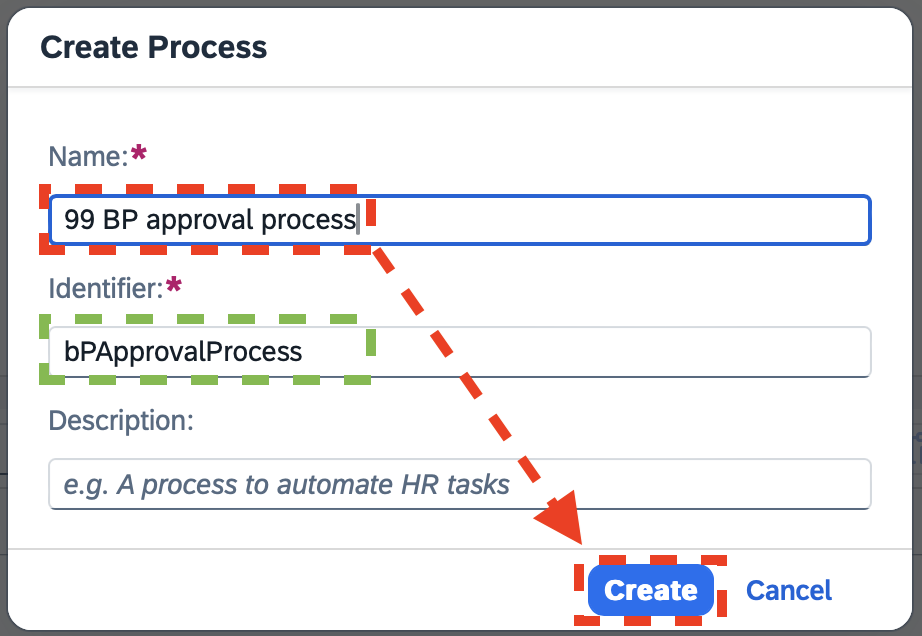 Create Process
Name:*
99 BP approval process
Identifier:*
bPApprovalProcess
Description:
e.g. A process to automate HR tasks
Create Cancel